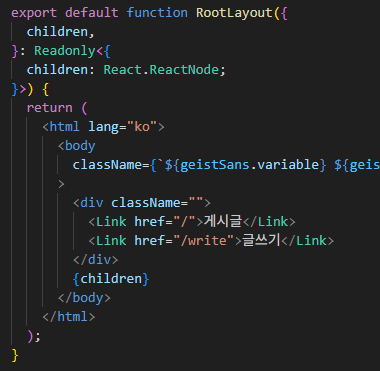 export default function RootLayout({
  children,
}: Readonly<{
  children: React.ReactNode;
}>) {
  return (
    <html lang="ko">
      <body
        className={`${geistSans.variable} ${geis
      >
        <div className="">
          <Link href="/">게시글</Link>
          <Link href="/write">글쓰기</Link>
        </div>
        {children}
      </body>
    </html>
  );
}